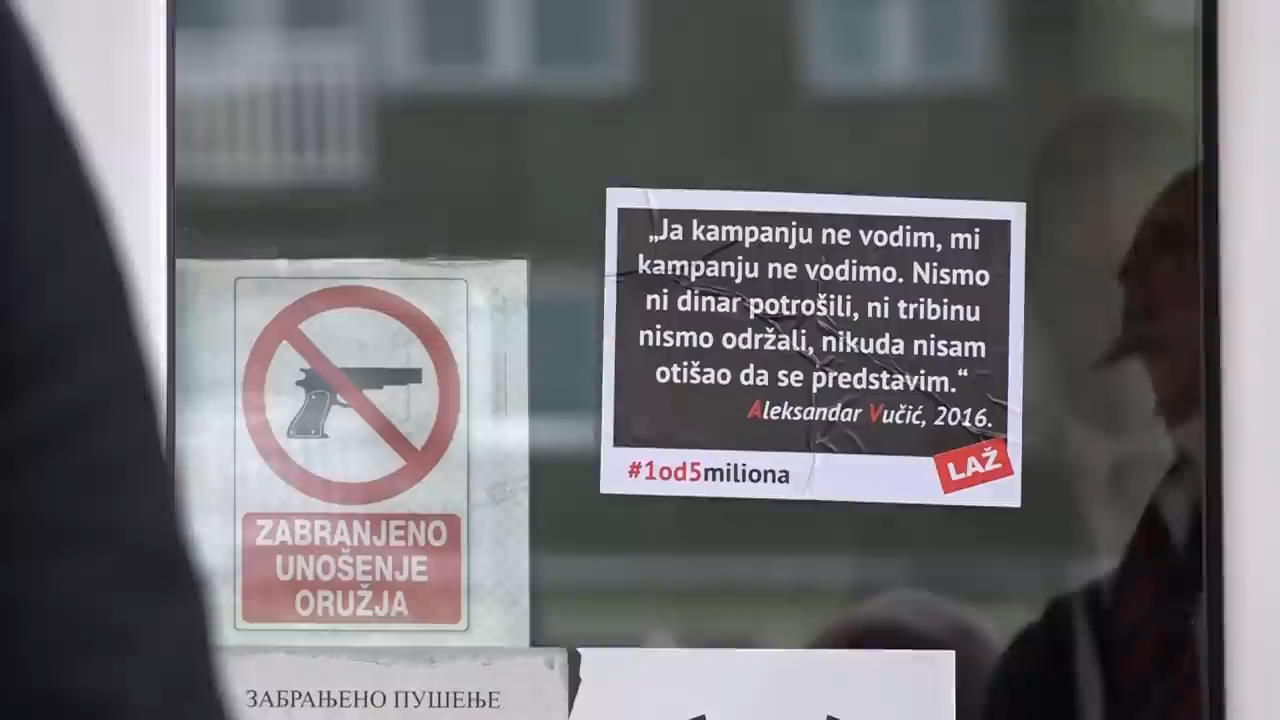 „Ja kampanju ne vodim, mi
kampanju ne vodimo. Nismo
ni dinar potrošili, ni tribinu
nismo održali, nikuda nisam
otišao da se predstavim.“
Aleksandar Vučić, 2016.
#1od5miliona
LAŽ
ZABRANJENO
UNOŠENJE
ORUŽJA
ЗАБРАЊЕНО ПУШЕЊЕ